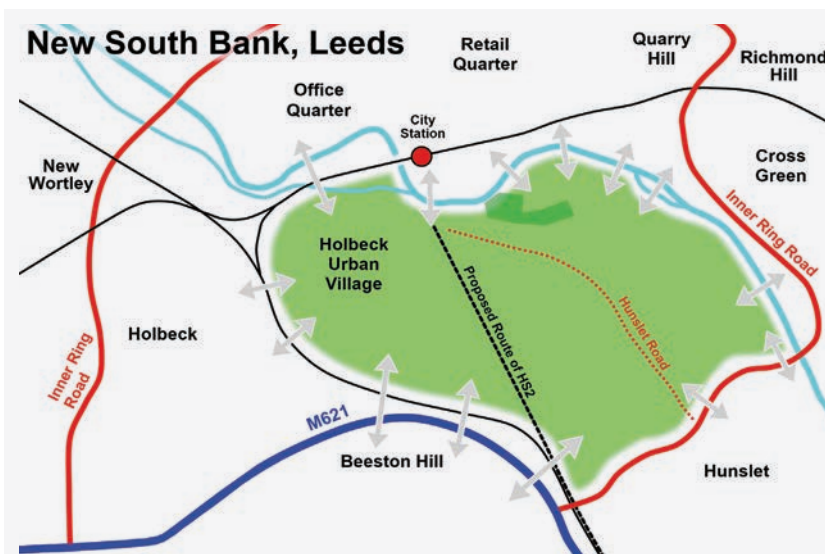 New South Bank, Leeds
Retail
Quarter
Quarry
Hill
Richmond
Hill
Office
Quarter
City
Station
New
Wortley
Cross
Green
Inner Ring Road
Holbeck
Urban
Village
Proposed Route of HS2
Hunslet Road
Holbeck
Inner Ring
Road
M621
Beeston Hill
Hunslet